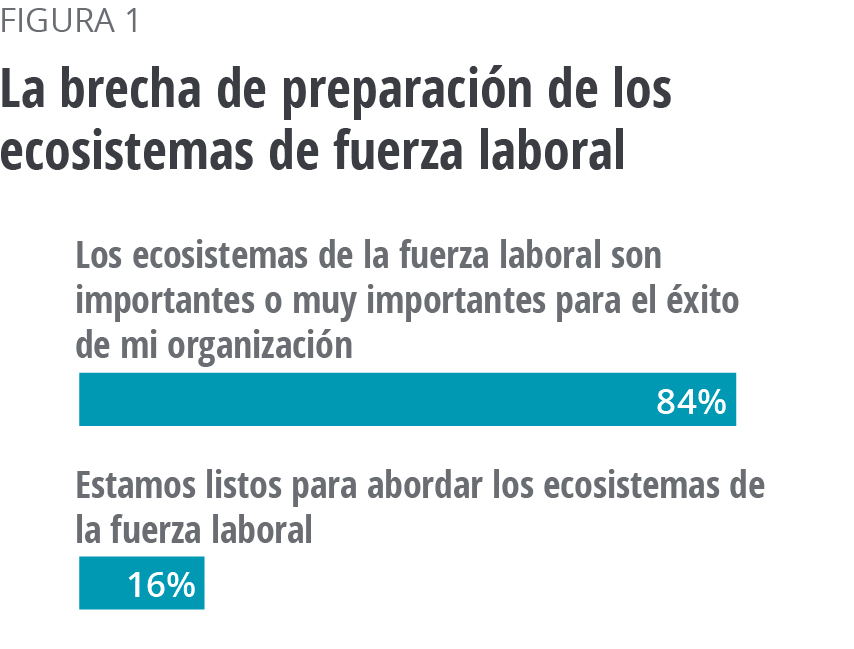 FIGURA 1
La brecha de preparación de los
ecosistemas de fuerza laboral
Los ecosistemas de la fuerza laboral son
importantes o muy importantes para el éxito
de mi organización
84%
Estamos listos para abordar los ecosistemas de
la fuerza laboral
16%